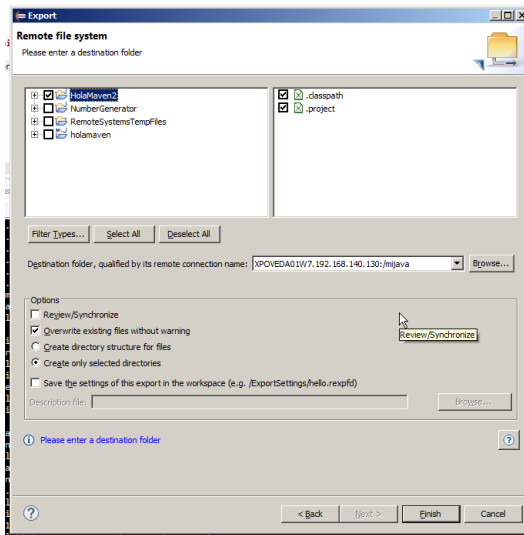 Export
Remote file system
Please enter a destination folder
HolaMaven2
NumberGenerator
RemoteSystemsTempFiles
holamaven
.classpath
.project
Filter Types...
Select All
Deselect All
Destination folder, qualified by its remote connection name:
XPOVEDA01W7.192.168.140.130:/mijava
Browse...
Options
Review/Synchronize
Overwrite existing files without warning
Review/Synchronize
Create directory structure for files
Create only selected directories
Save the settings of this export in the workspace (e.g. /ExportSettings/hello.rexpfd)
Description file:
Browse...
Please enter a destination folder
?
?
< Back
Next >
Finish
Cancel